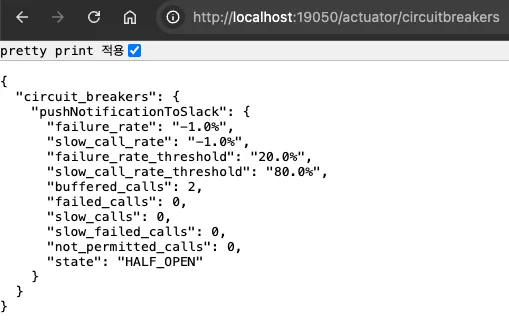 http://localhost:19050/actuator/circuitbreakers
pretty print 적용
{
  "circuit_breakers": {
    "pushNotificationToSlack": {
      "failure_rate": "-1.0%",
      "slow_call_rate": "-1.0%",
      "failure_rate_threshold": "20.0%",
      "slow_call_rate_threshold": "80.0%",
      "buffered_calls": 2,
      "failed_calls": 0,
      "slow_calls": 0,
      "slow_failed_calls": 0,
      "not_permitted_calls": 0,
      "state": "HALF_OPEN"
    }
  }
}